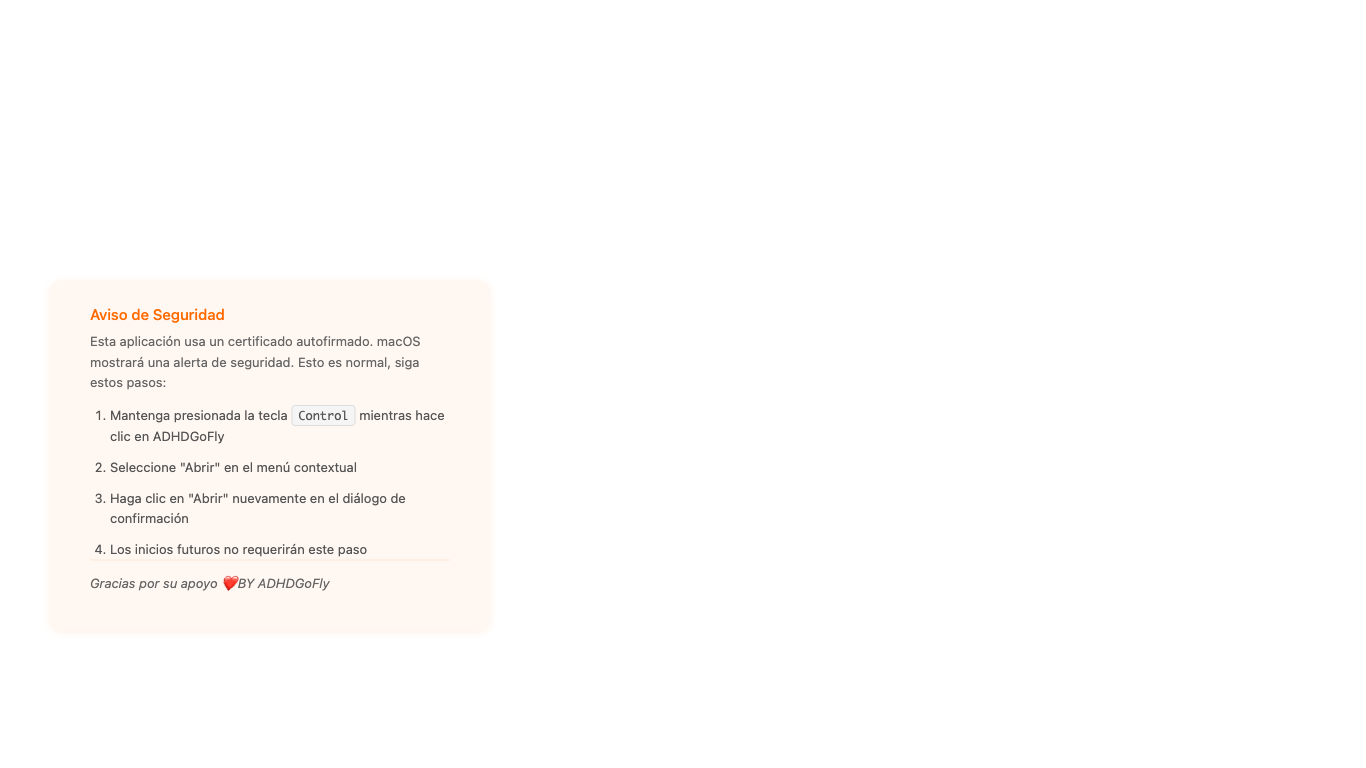 Aviso de Seguridad
Esta aplicación usa un certificado autofirmado. macOS
mostrará una alerta de seguridad. Esto es normal, siga
estos pasos:
1. Mantenga presionada la tecla Control mientras hace
clic en ADHDGoFly
2. Seleccione "Abrir" en el menú contextual
3. Haga clic en "Abrir" nuevamente en el diálogo de
confirmación
4. Los inicios futuros no requerirán este paso
Gracias por su apoyo ❤️BY ADHDGoFly